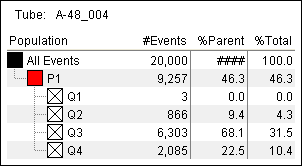 Tube: A-48_004
Population #Events %Parent %Total
All Events 20,000 #### 100.0
P1 9,257 46.3 46.3
Q1 3 0.0 0.0
Q2 866 9.4 4.3
Q3 6,303 68.1 31.5
Q4 2,085 22.5 10.4